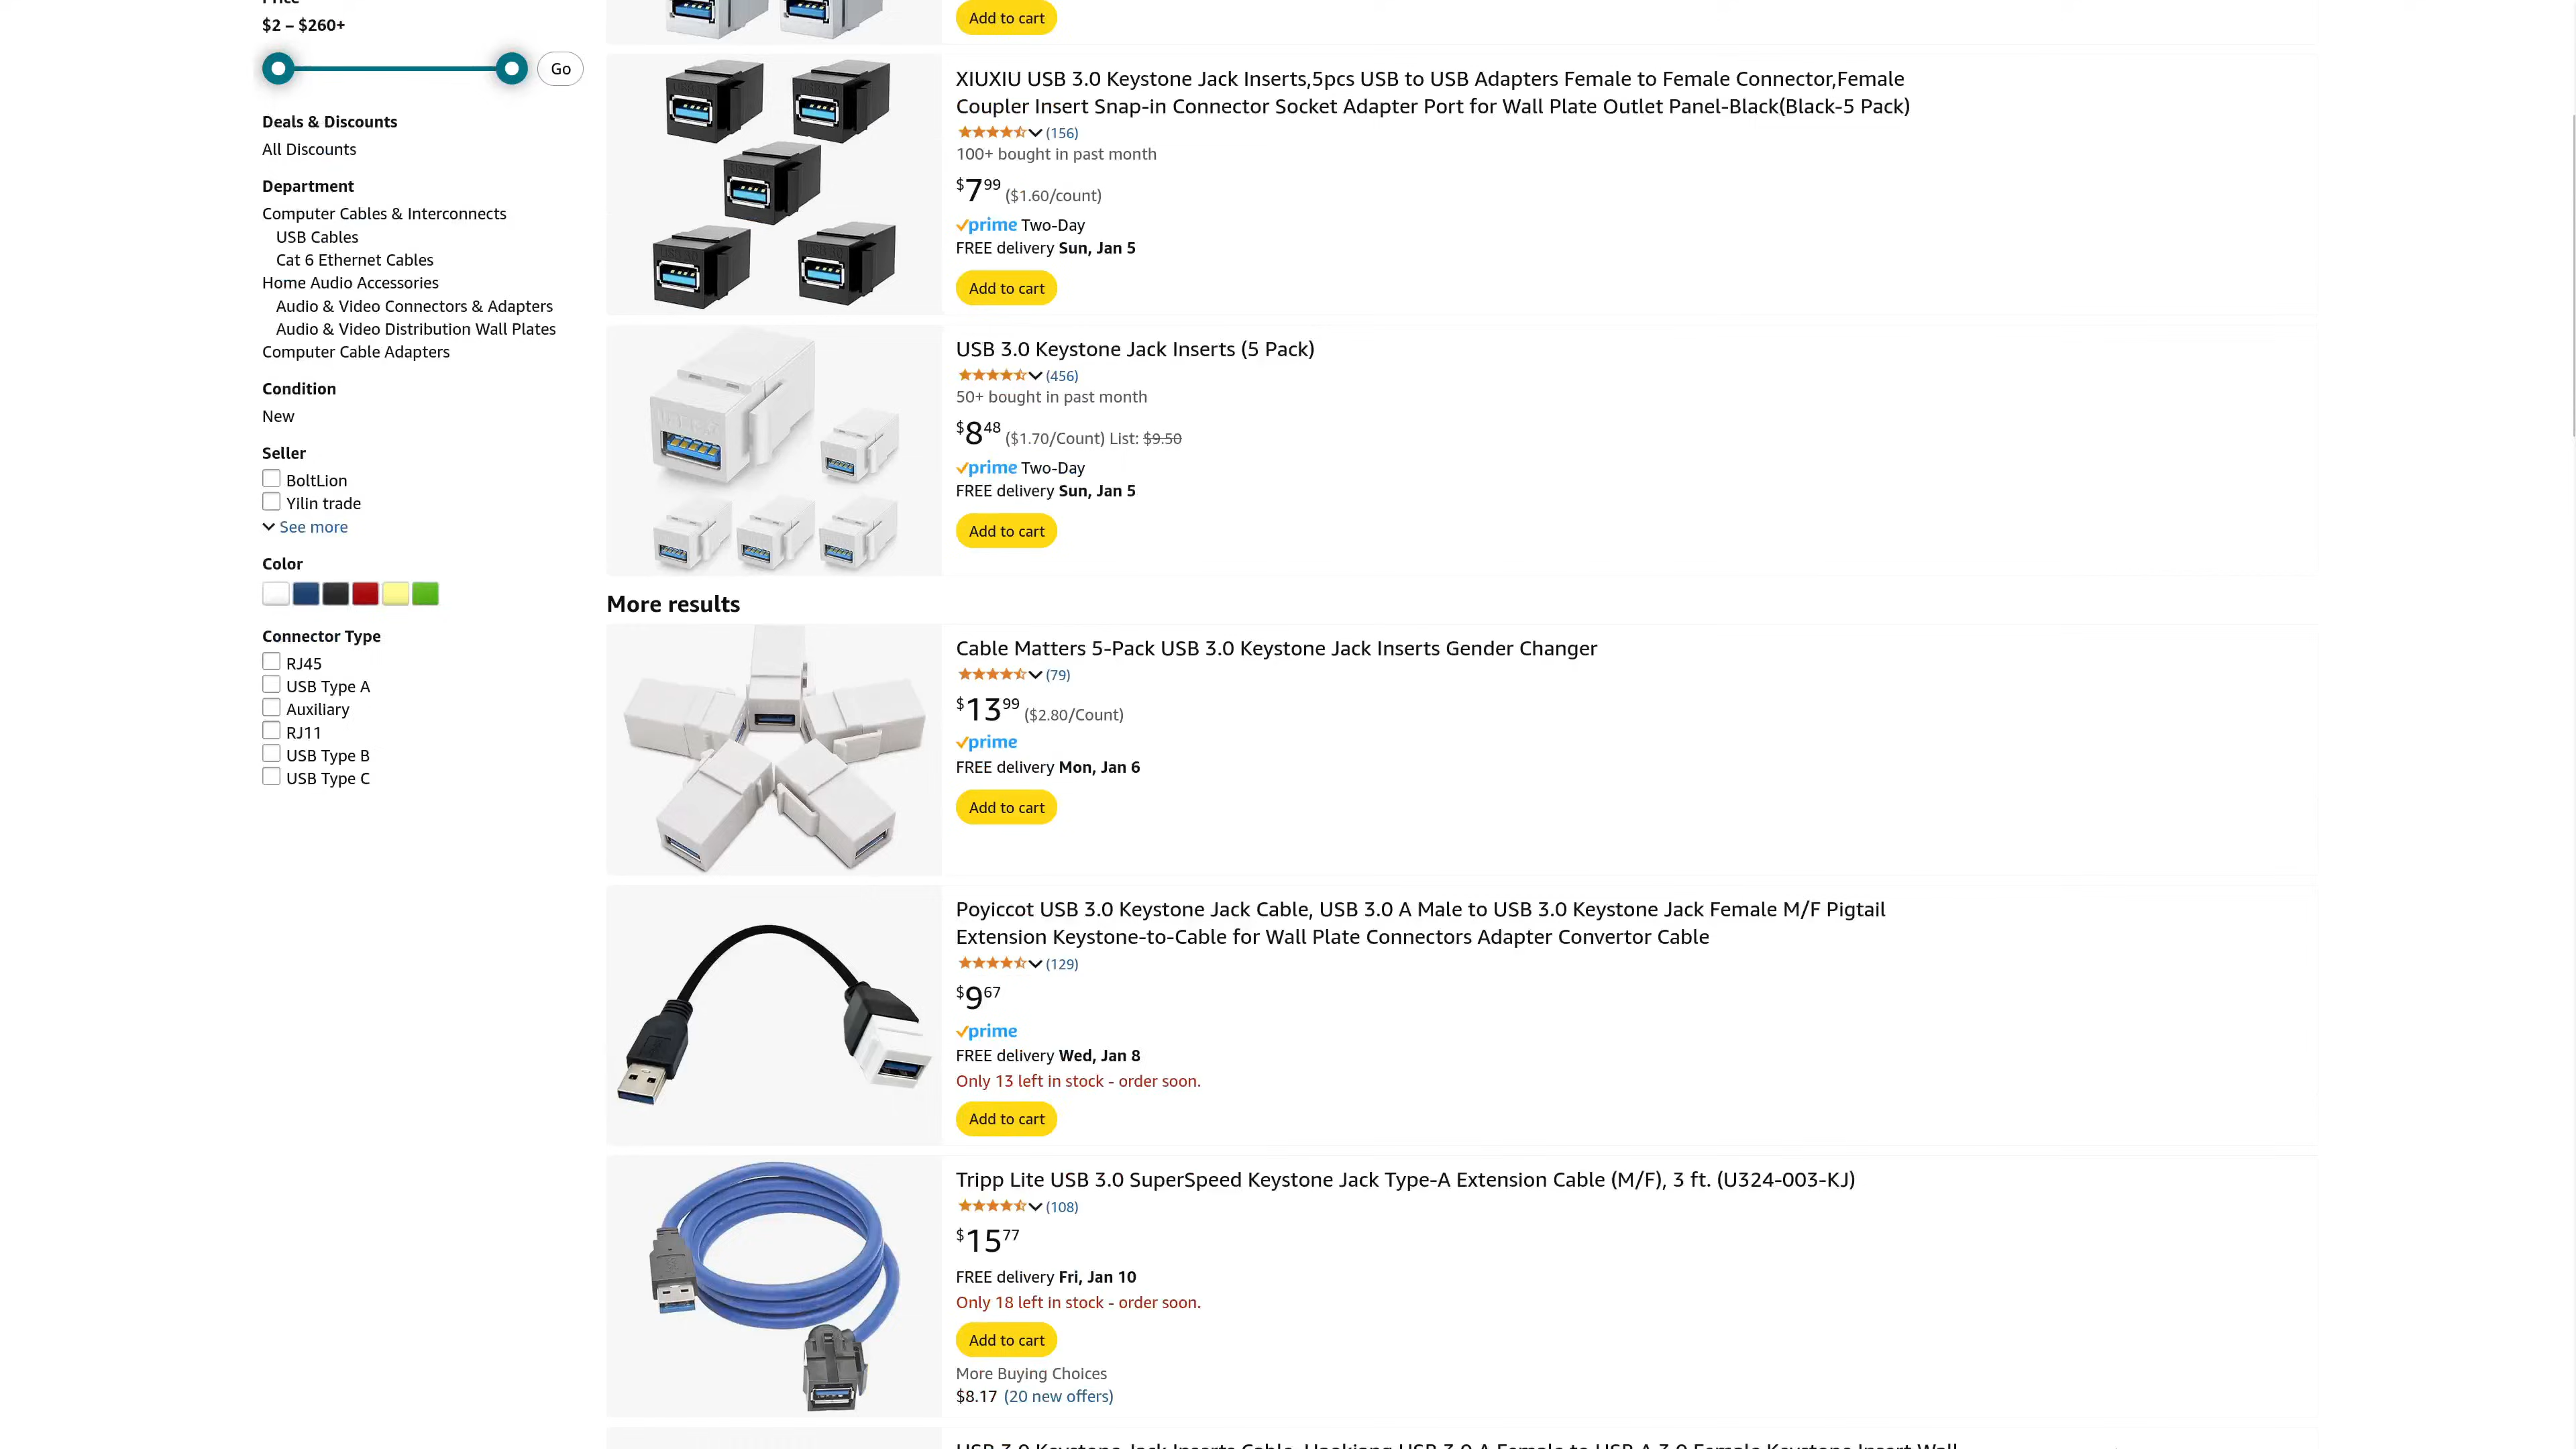 $2 – $260+
Go
Deals & Discounts
All Discounts
Department
Computer Cables & Interconnects
USB Cables
Cat 6 Ethernet Cables
Home Audio Accessories
Audio & Video Connectors & Adapters
Audio & Video Distribution Wall Plates
Computer Cable Adapters
Condition
New
Seller
BoltLion
Yilin trade
See more
Color
Connector Type
RJ45
USB Type A
Auxiliary
RJ11
USB Type B
USB Type C
Add to cart
XIUXIU USB 3.0 Keystone Jack Inserts,5pcs USB to USB Adapters Female to Female Connector,Female
Coupler Insert Snap-in Connector Socket Adapter Port for Wall Plate Outlet Panel-Black(Black-5 Pack)
(156)
100+ bought in past month
$7.99 ($1.60/count)
prime Two-Day
FREE delivery Sun, Jan 5
Add to cart
USB 3.0 Keystone Jack Inserts (5 Pack)
(456)
50+ bought in past month
$8.48 ($1.70/Count) List: $9.50
prime Two-Day
FREE delivery Sun, Jan 5
Add to cart
More results
Cable Matters 5-Pack USB 3.0 Keystone Jack Inserts Gender Changer
(79)
$13.99 ($2.80/Count)
prime
FREE delivery Mon, Jan 6
Add to cart
Poyiccot USB 3.0 Keystone Jack Cable, USB 3.0 A Male to USB 3.0 Keystone Jack Female M/F Pigtail
Extension Keystone-to-Cable for Wall Plate Connectors Adapter Convertor Cable
(129)
$9.67
prime
FREE delivery Wed, Jan 8
Only 13 left in stock - order soon.
Add to cart
Tripp Lite USB 3.0 SuperSpeed Keystone Jack Type-A Extension Cable (M/F), 3 ft. (U324-003-KJ)
(108)
$15.77
FREE delivery Fri, Jan 10
Only 18 left in stock - order soon.
Add to cart
More Buying Choices
$8.17 (20 new offers)